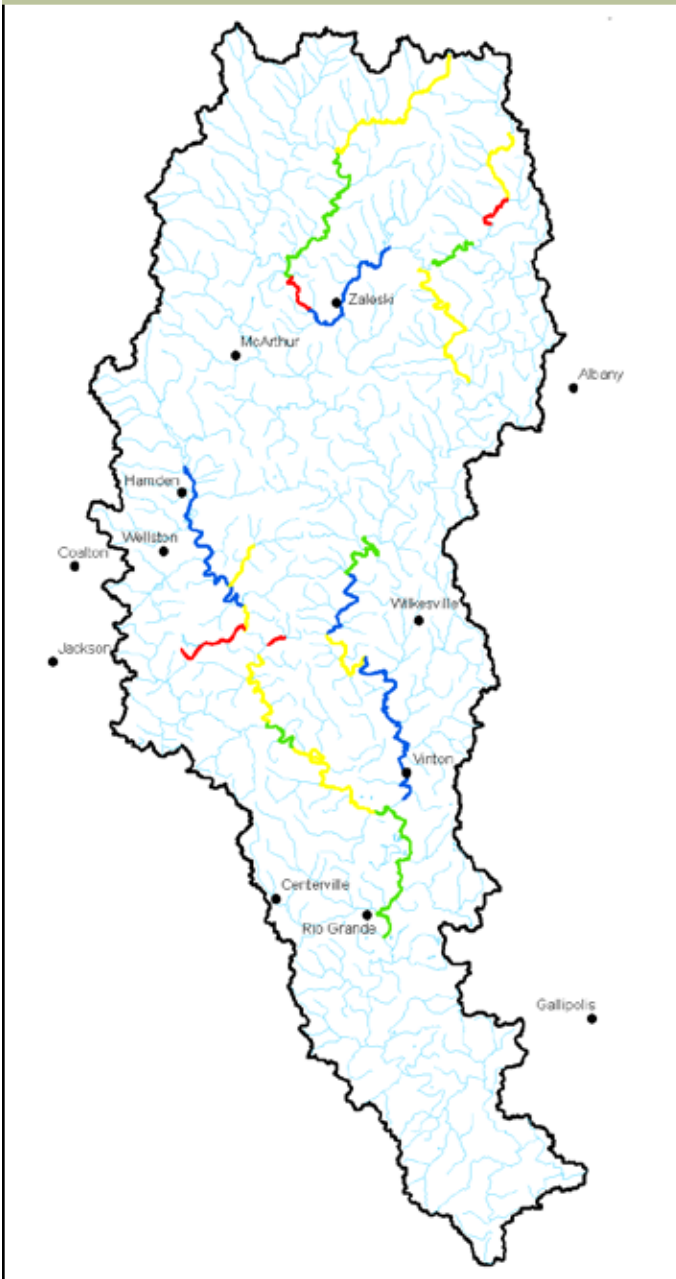 Zaleski
McArthur
Albany
Hamden
Wellston
Coalton
Wilkesville
Jackson
Vinton
Centerville
Rio Grande
Gallipolis